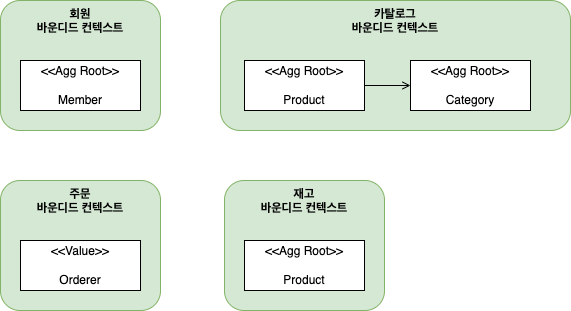 회원
바운디드 컨텍스트
<<Agg Root>>
Member
카탈로그
바운디드 컨텍스트
<<Agg Root>>
Product
<<Agg Root>>
Category
주문
바운디드 컨텍스트
<<Value>>
Orderer
재고
바운디드 컨텍스트
<<Agg Root>>
Product